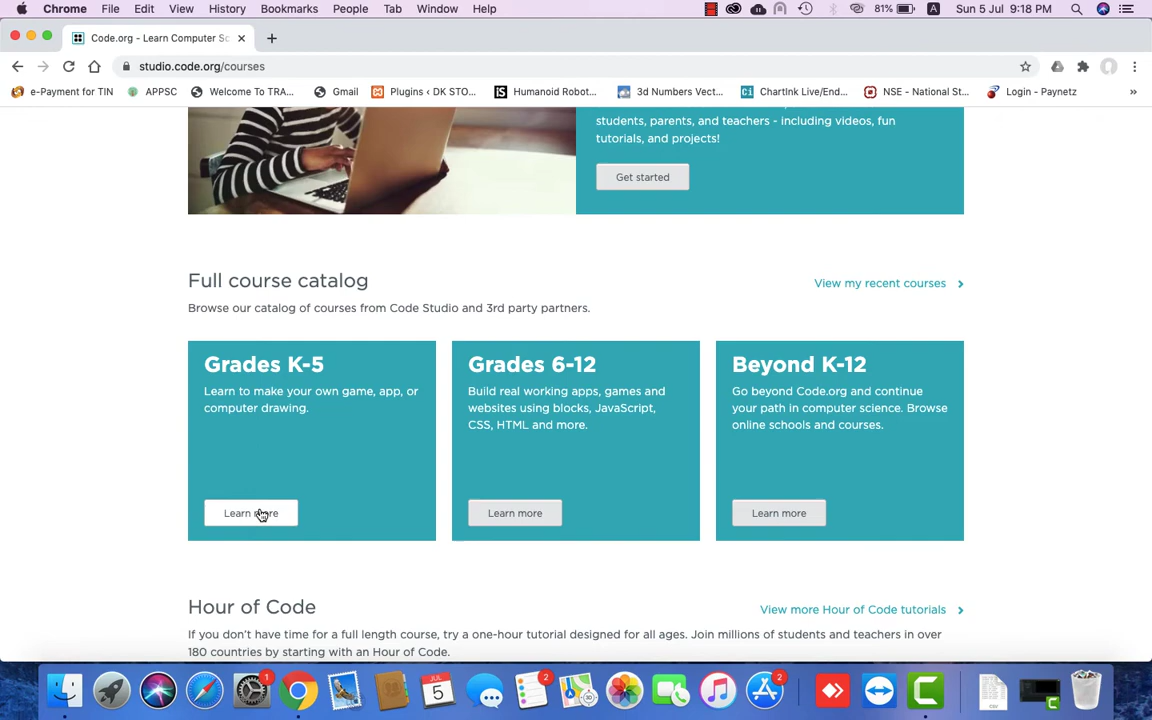 Chrome File Edit View History Bookmarks People Tab Window Help 81% A Sun 5 Jul 9:18 PM
Code.org - Learn Computer Sc
studio.code.org/courses
e-Payment for TIN APPSC Welcome To TRA... Gmail Plugins ‹ DK STO... Humanoid Robot... 3d Numbers Vect... ChartInk Live/End... NSE - National St... Login - Paynetz »
students, parents, and teachers - including videos, fun
tutorials, and projects!
Get started
Full course catalog
View my recent courses
Browse our catalog of courses from Code Studio and 3rd party partners.
Grades K-5
Learn to make your own game, app, or
computer drawing.
Learn more
Grades 6-12
Build real working apps, games and
websites using blocks, JavaScript,
CSS, HTML and more.
Learn more
Beyond K-12
Go beyond Code.org and continue
your path in computer science. Browse
online schools and courses.
Learn more
Hour of Code
View more Hour of Code tutorials
If you don't have time for a full length course, try a one-hour tutorial designed for all ages. Join millions of students and teachers in over
180 countries by starting with an Hour of Code.
1 JUL 5 2 2